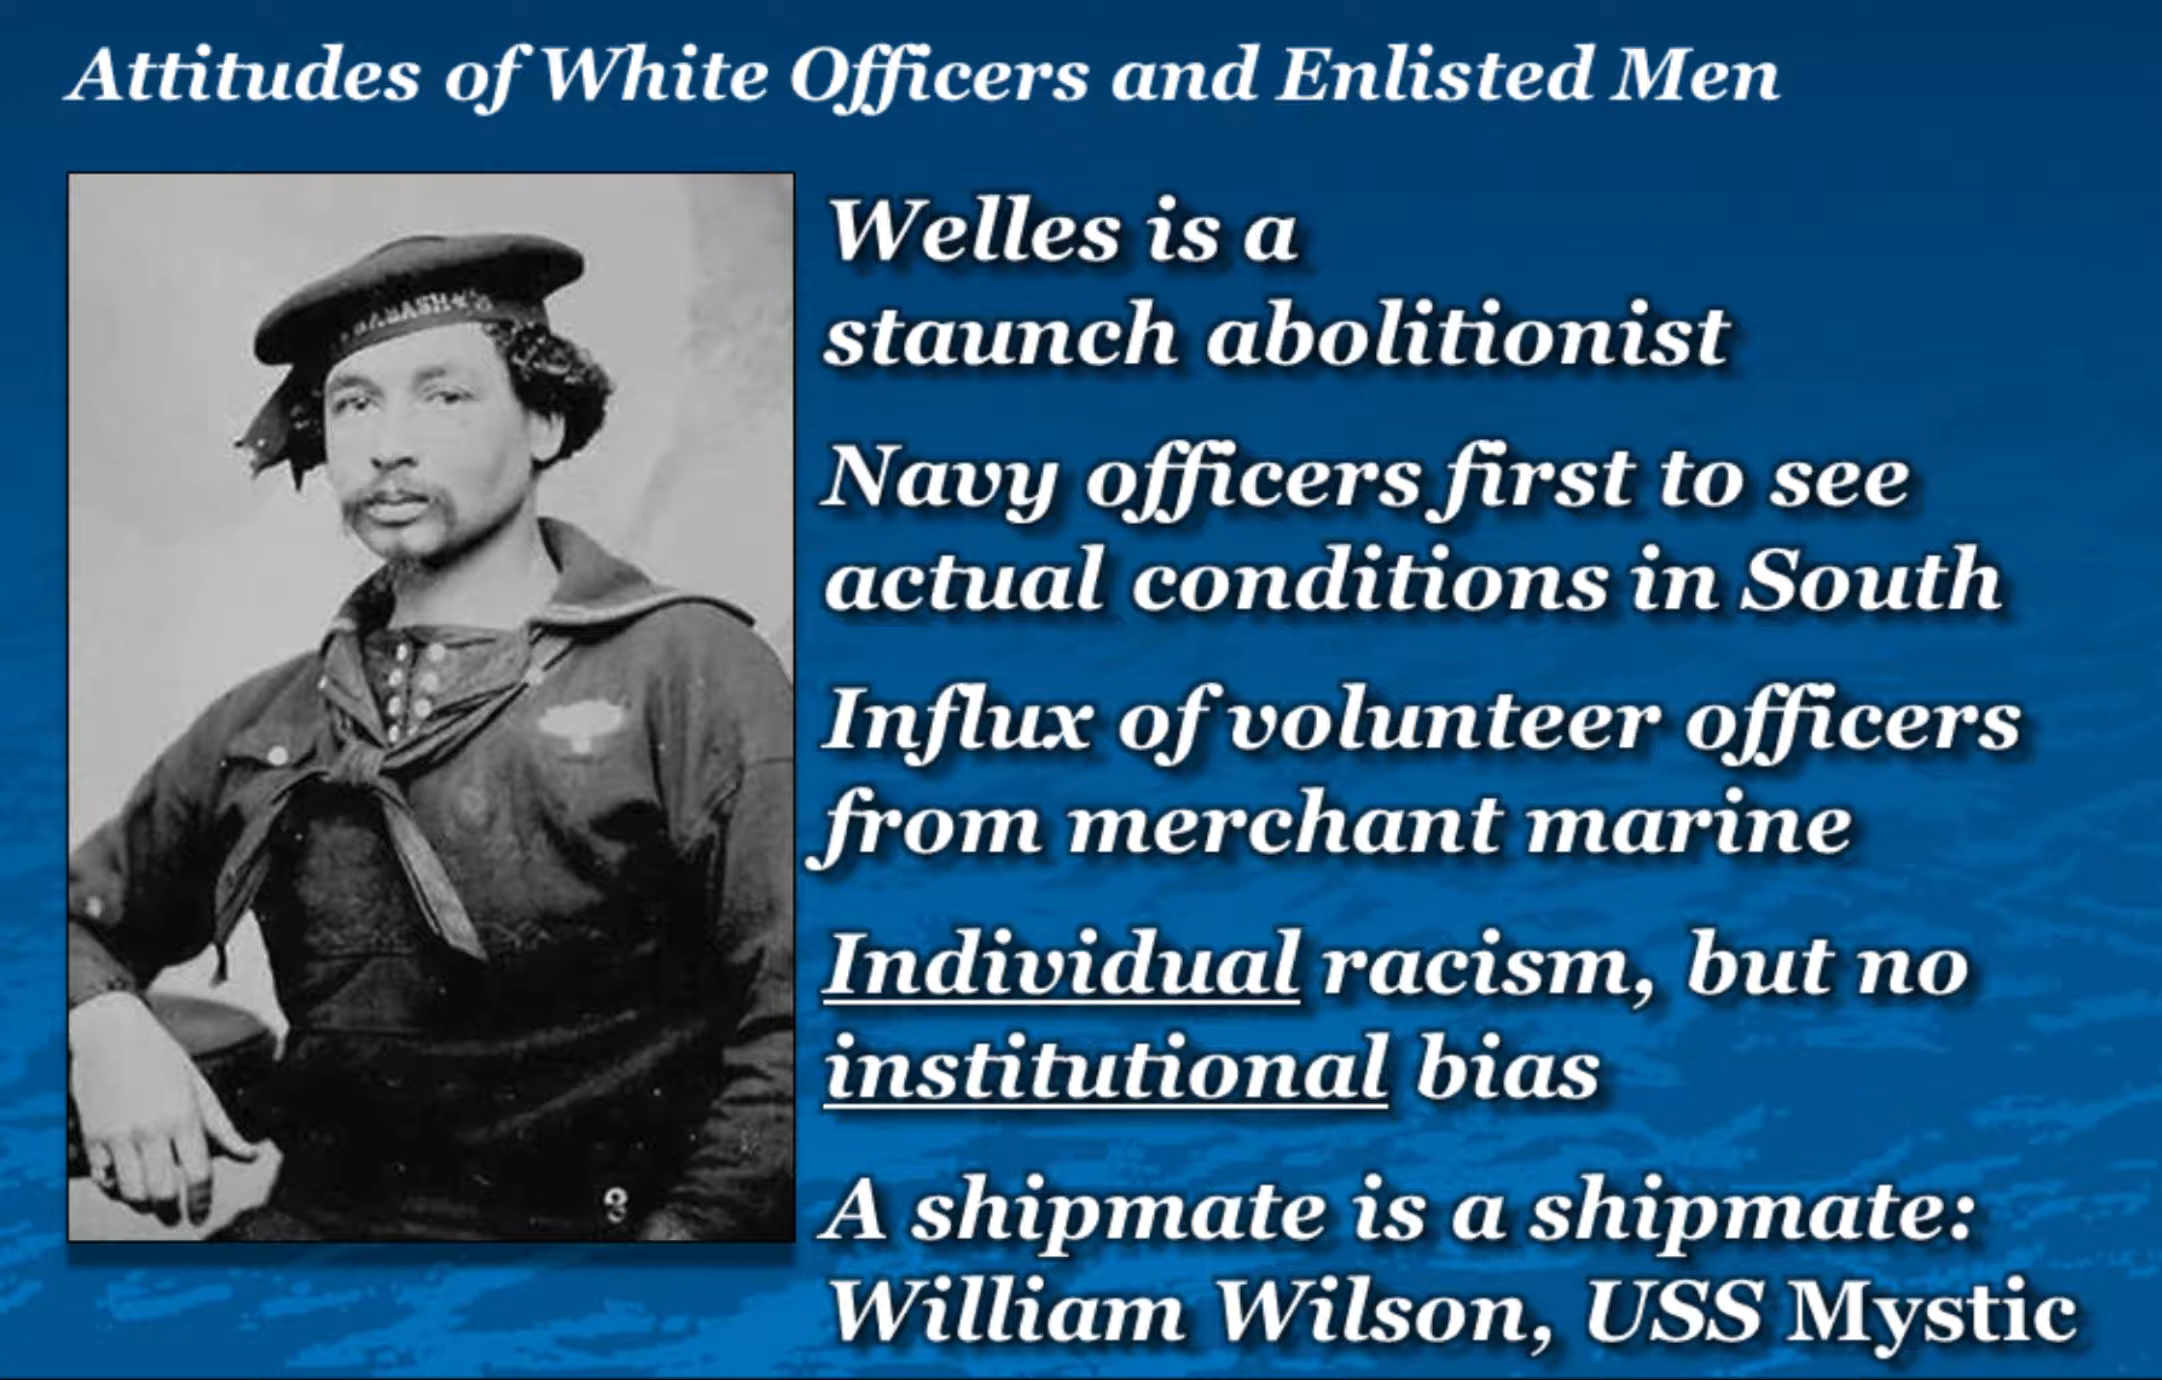 Attitudes of White Officers and Enlisted Men
Welles is a
staunch abolitionist
Navy officers first to see
actual conditions in South
Influx of volunteer officers
from merchant marine
Individual racism, but no
institutional bias
A shipmate is a shipmate:
William Wilson, USS Mystic